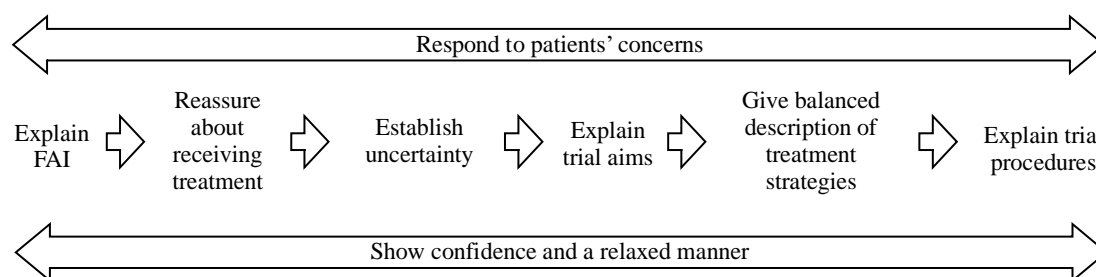 Respond to patients’ concerns
Explain
FAI
Reassure
about
receiving
treatment
Establish
uncertainty
Explain
trial aims
Give balanced
description of
treatment
strategies
Explain trial
procedures
Show confidence and a relaxed manner